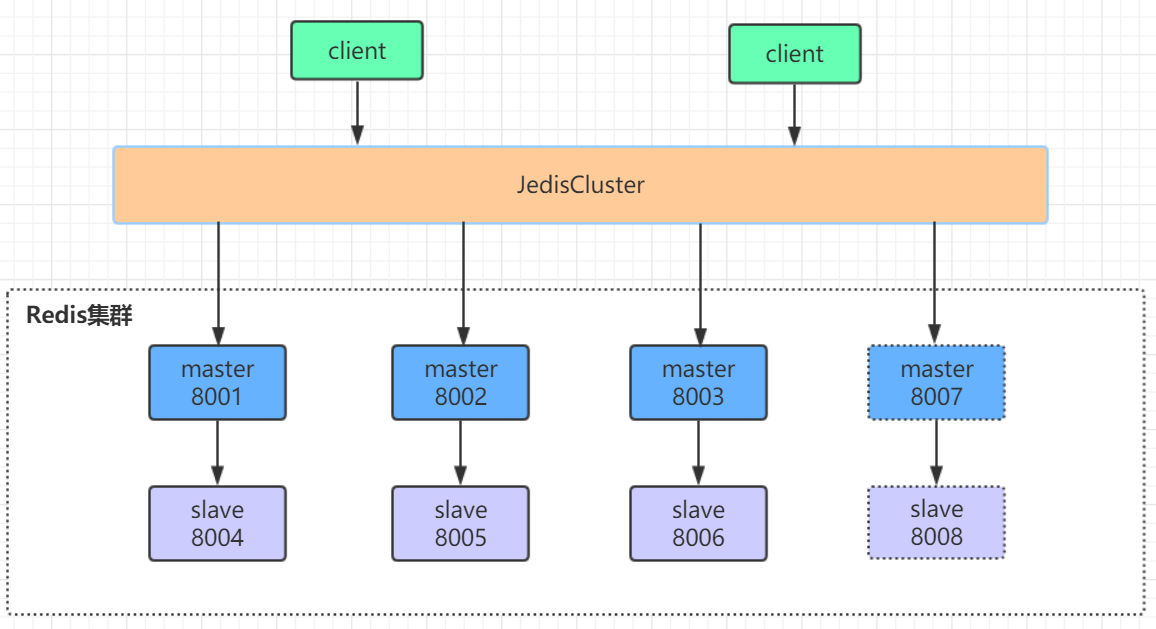 client
client
JedisCluster
Redis集群
master
8001
master
8002
master
8003
master
8007
slave
8004
slave
8005
slave
8006
slave
8008